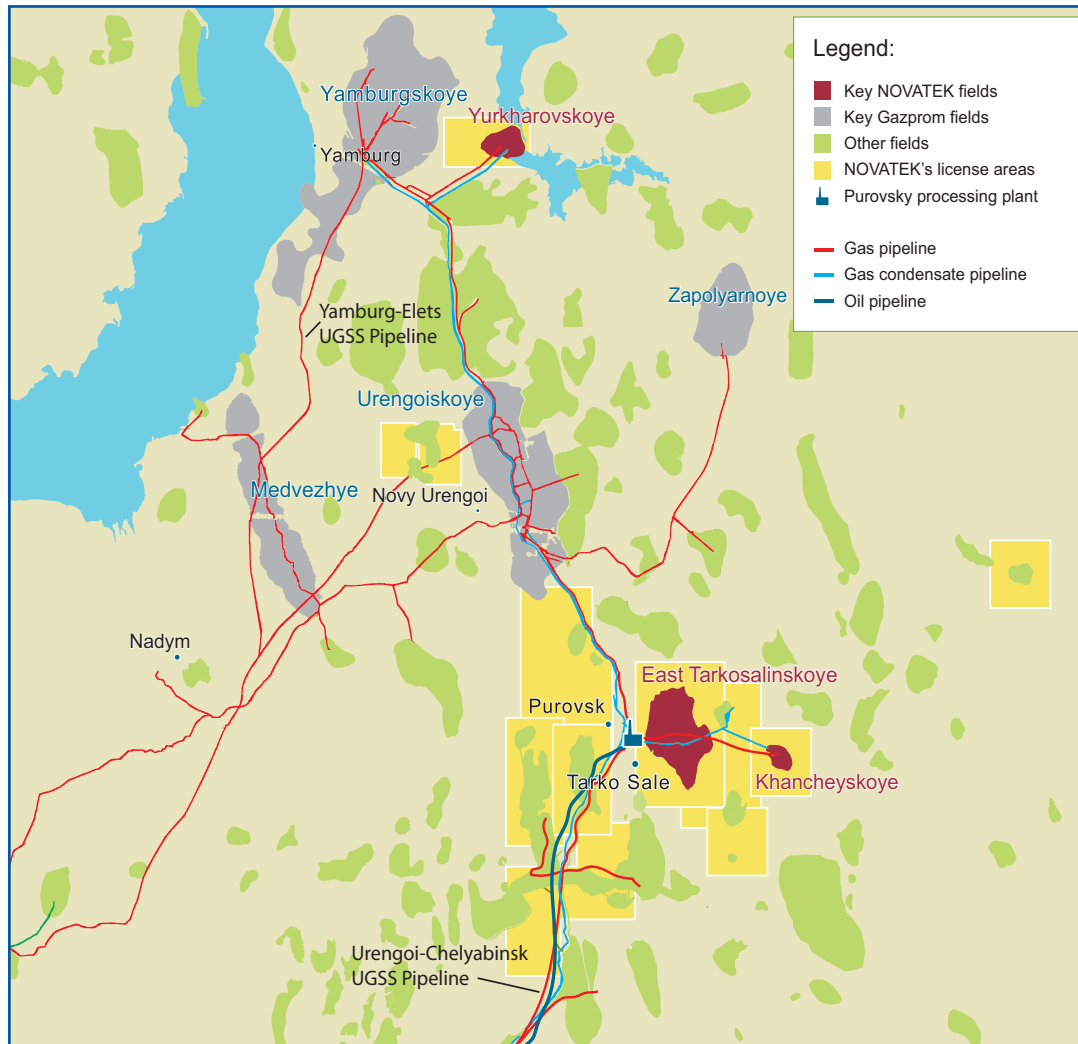 Legend:
Key NOVATEK fields
Key Gazprom fields
Other fields
NOVATEK's license areas
Purovsky processing plant
Gas pipeline
Gas condensate pipeline
Oil pipeline
Yamburgskoye
Yurkharovskoye
Yamburg
Zapolyarnoye
Yamburg-Elets
UGSS Pipeline
Urengoiskoye
Medvezhye
Novy Urengoi
Nadym
East Tarkosalinskoye
Purovsk
Tarko Sale
Khancheyskoye
Urengoi-Chelyabinsk
UGSS Pipeline